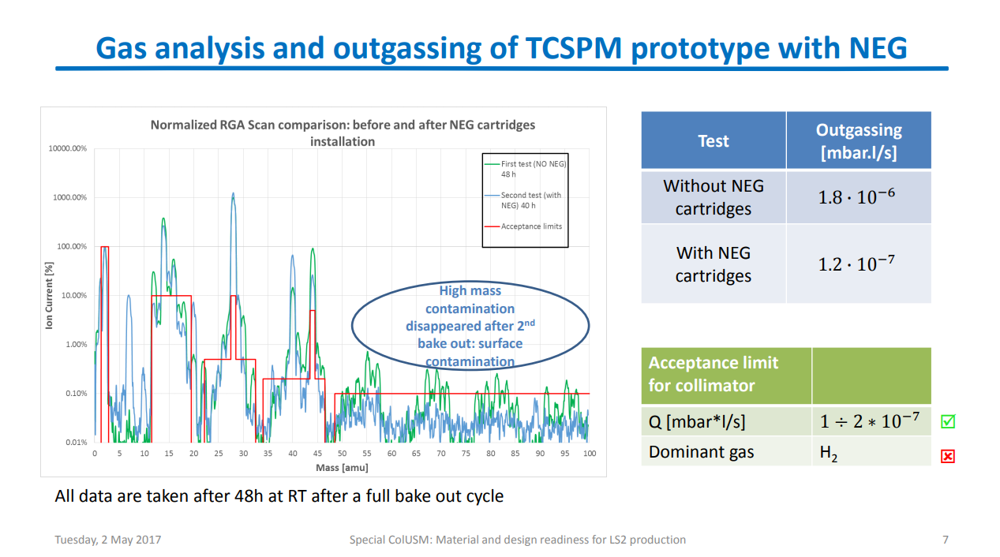 Gas analysis and outgassing of TCSPM prototype with NEG
Normalized RGA Scan comparison: before and after NEG cartridges
installation
10000.00%
1000.00%
100.00%
10.00%
1.00%
0.10%
0.01%
Ion Current [%]
First test (NO NEG)
48 h
Second test (with
NEG) 40 h
Acceptance limits
High mass
contamination
disappeared after 2nd
bake out: surface
contamination
0 5 10 15 20 25 30 35 40 45 50 55 60 65 70 75 80 85 90 95 100
Mass [amu]
All data are taken after 48h at RT after a full bake out cycle
Test
Outgassing
[mbar.l/s]
Without NEG
cartridges
1.8 · 10⁻⁶
With NEG
cartridges
1.2 · 10⁻⁷
Acceptance limit
for collimator
Q [mbar*l/s] 1 ÷ 2 ∗ 10⁻⁷
Dominant gas H₂
Tuesday, 2 May 2017
Special ColUSM: Material and design readiness for LS2 production
7